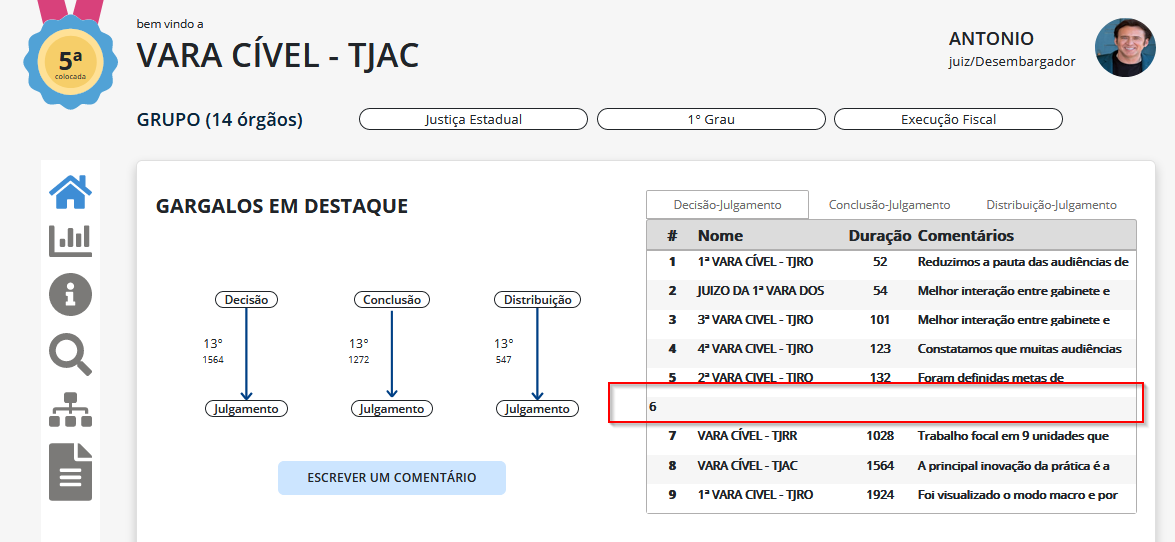 bem vindo a
VARA CÍVEL - TJAC
5ª
colocada
ANTONIO
juiz/Desembargador
GRUPO (14 órgãos)
Justiça Estadual
1° Grau
Execução Fiscal
GARGALOS EM DESTAQUE
Decisão
Conclusão
Distribuição
13°
1564
13°
1272
13°
547
Julgamento
Julgamento
Julgamento
ESCREVER UM COMENTÁRIO
Decisão-Julgamento Conclusão-Julgamento Distribuição-Julgamento
# Nome Duração Comentários
1 1ª VARA CÍVEL - TJRO 52 Reduzimos a pauta das audiências de
2 JUIZO DA 1ª VARA DOS 54 Melhor interação entre gabinete e
3 3ª VARA CIVEL - TJRO 101 Melhor interação entre gabinete e
4 4ª VARA CIVEL - TJRO 123 Constatamos que muitas audiências
5 2ª VARA CIVEL - TJRO 132 Foram definidas metas de
6
7 VARA CÍVEL - TJRR 1028 Trabalho focal em 9 unidades que
8 VARA CÍVEL - TJAC 1564 A principal inovação da prática é a
9 1ª VARA CIVEL - TJRO 1924 Foi visualizado o modo macro e por